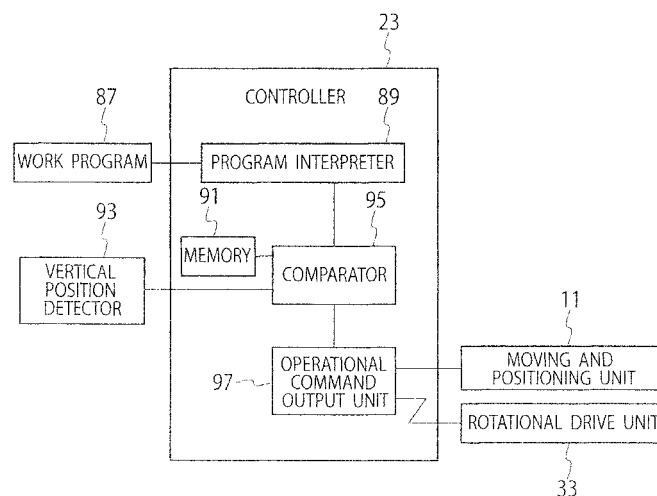 23
CONTROLLER
87
89
WORK PROGRAM
PROGRAM INTERPRETER
91
95
93
MEMORY
COMPARATOR
VERTICAL
POSITION
DETECTOR
11
97
OPERATIONAL
COMMAND
OUTPUT UNIT
MOVING AND
POSITIONING UNIT
ROTATIONAL DRIVE UNIT
33